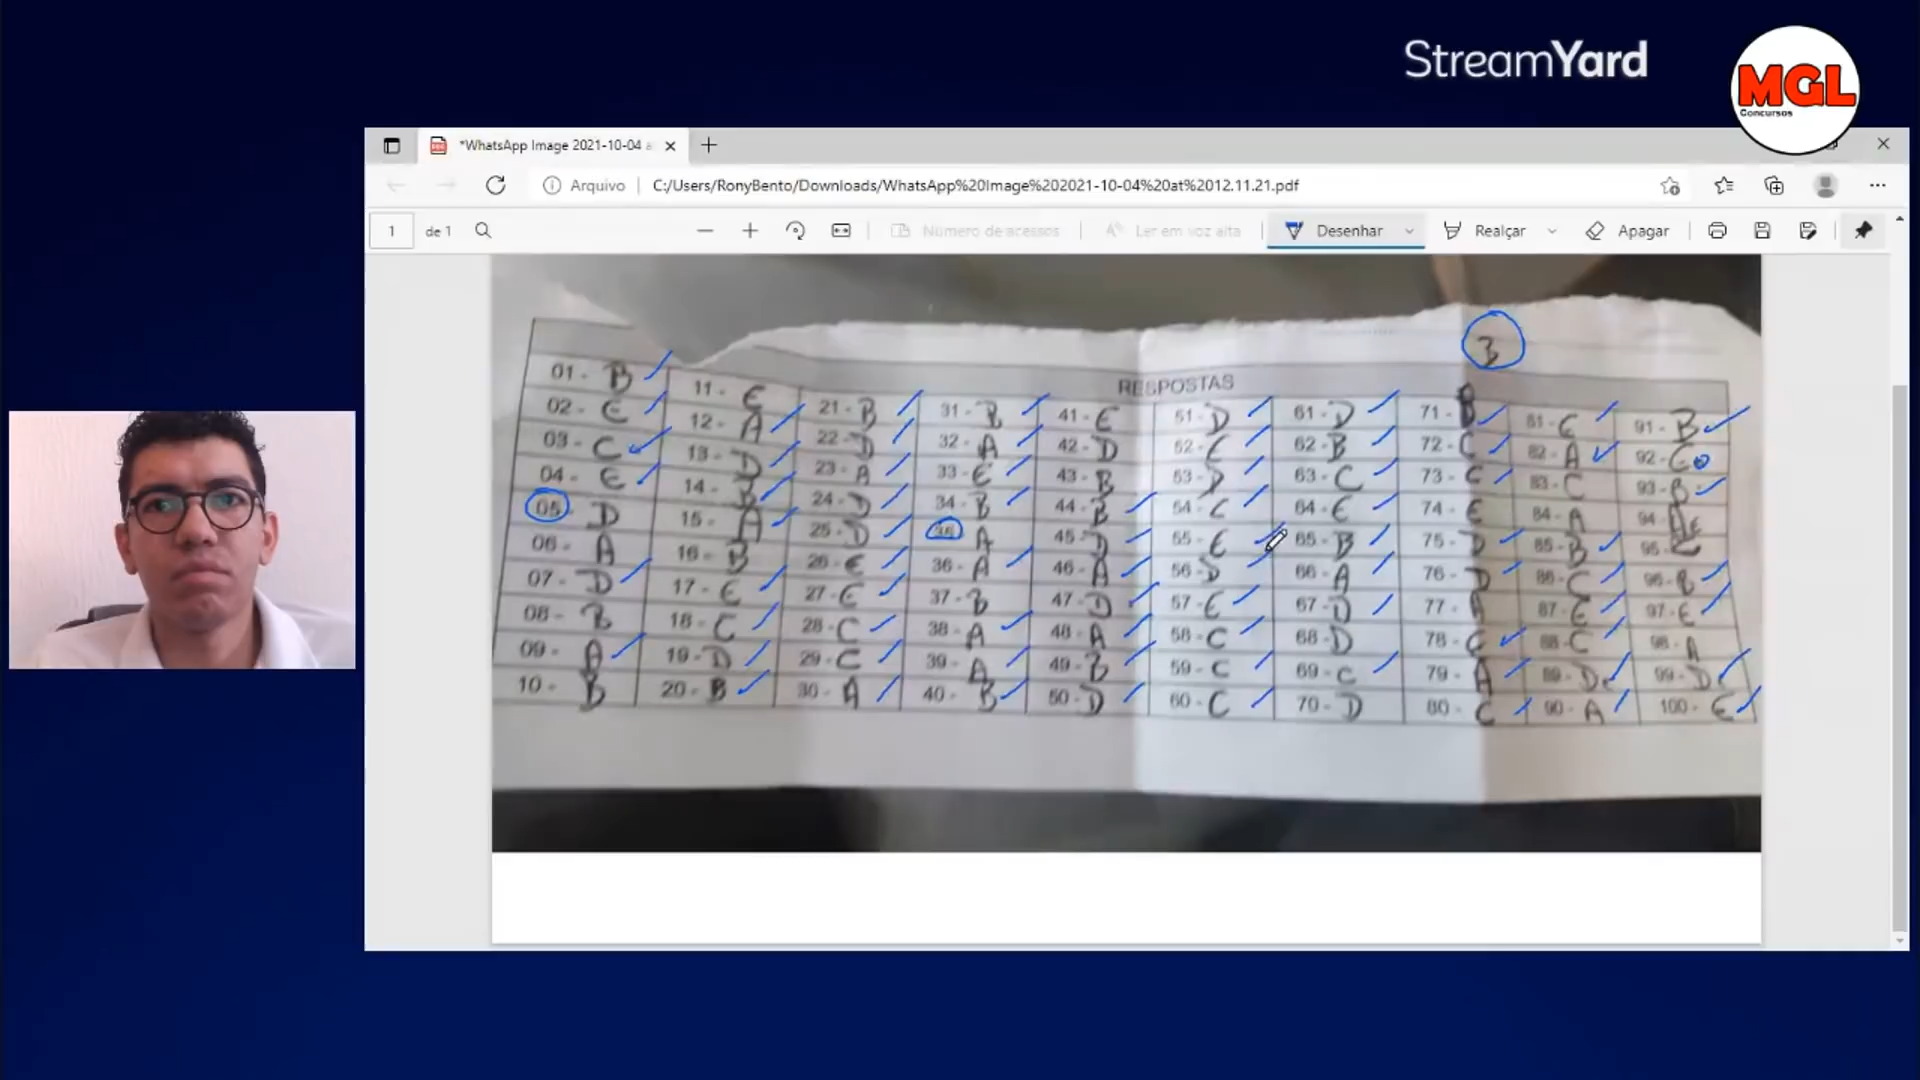 StreamYard
MGL
Concursos
*WhatsApp Image 2021-10-04 a
Arquivo C:/Users/RonyBento/Downloads/WhatsApp%20Image%202021-10-04%20at%2012.11.21.pdf
1 de 1 Número de acessos Ler em voz alta Desenhar Realçar Apagar
3
RESPOSTAS
01 - B
02 - E
03 - C
04 - E
05 - D
06 - A
07 - D
08 - B
09 - A
10 - B
11 - E
12 - A
13 - D
14 - B
15 - A
16 - B
17 - E
18 - C
19 - D
20 - B
21 - B
22 - D
23 - A
24 - D
25 - D
26 - E
27 - E
28 - C
29 - C
30 - A
31 - B
32 - A
33 - E
34 - B
A
36 - A
37 - B
38 - A
39 - A
40 - B
41 - E
42 - D
43 - B
44 - B
45 - D
46 - A
47 - D
48 - A
49 - B
50 - D
51 - D
52 - C
53 - D
54 - C
55 - E
56 - D
57 - E
58 - C
59 - C
60 - C
61 - D
62 - B
63 - C
64 - E
65 - B
66 - A
67 - D
68 - D
69 - C
70 - D
71 - B
72 - C
73 - E
74 - E
75 - D
76 - D
77 - A
78 - C
79 - A
80 - C
81 - C
82 - A
83 - C
84 - A
85 - B
86 - C
87 - E
88 - C
89 - D
90 - A
91 - B
92 - C
93 - B
94 -
95 - C
96 - B
97 - E
98 - A
99 - D
100 - E